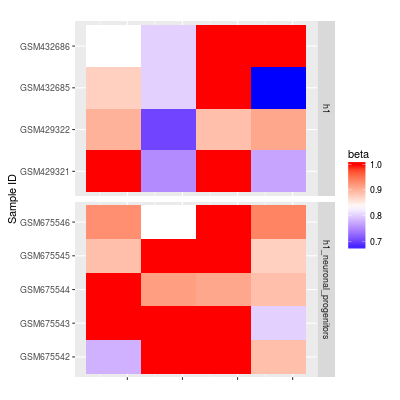 GSM432686
GSM432685
GSM429322
GSM429321
h1
GSM675546
GSM675545
GSM675544
GSM675543
GSM675542
h1_neuronal_progenitors
Sample ID
beta
1.0
0.9
0.8
0.7